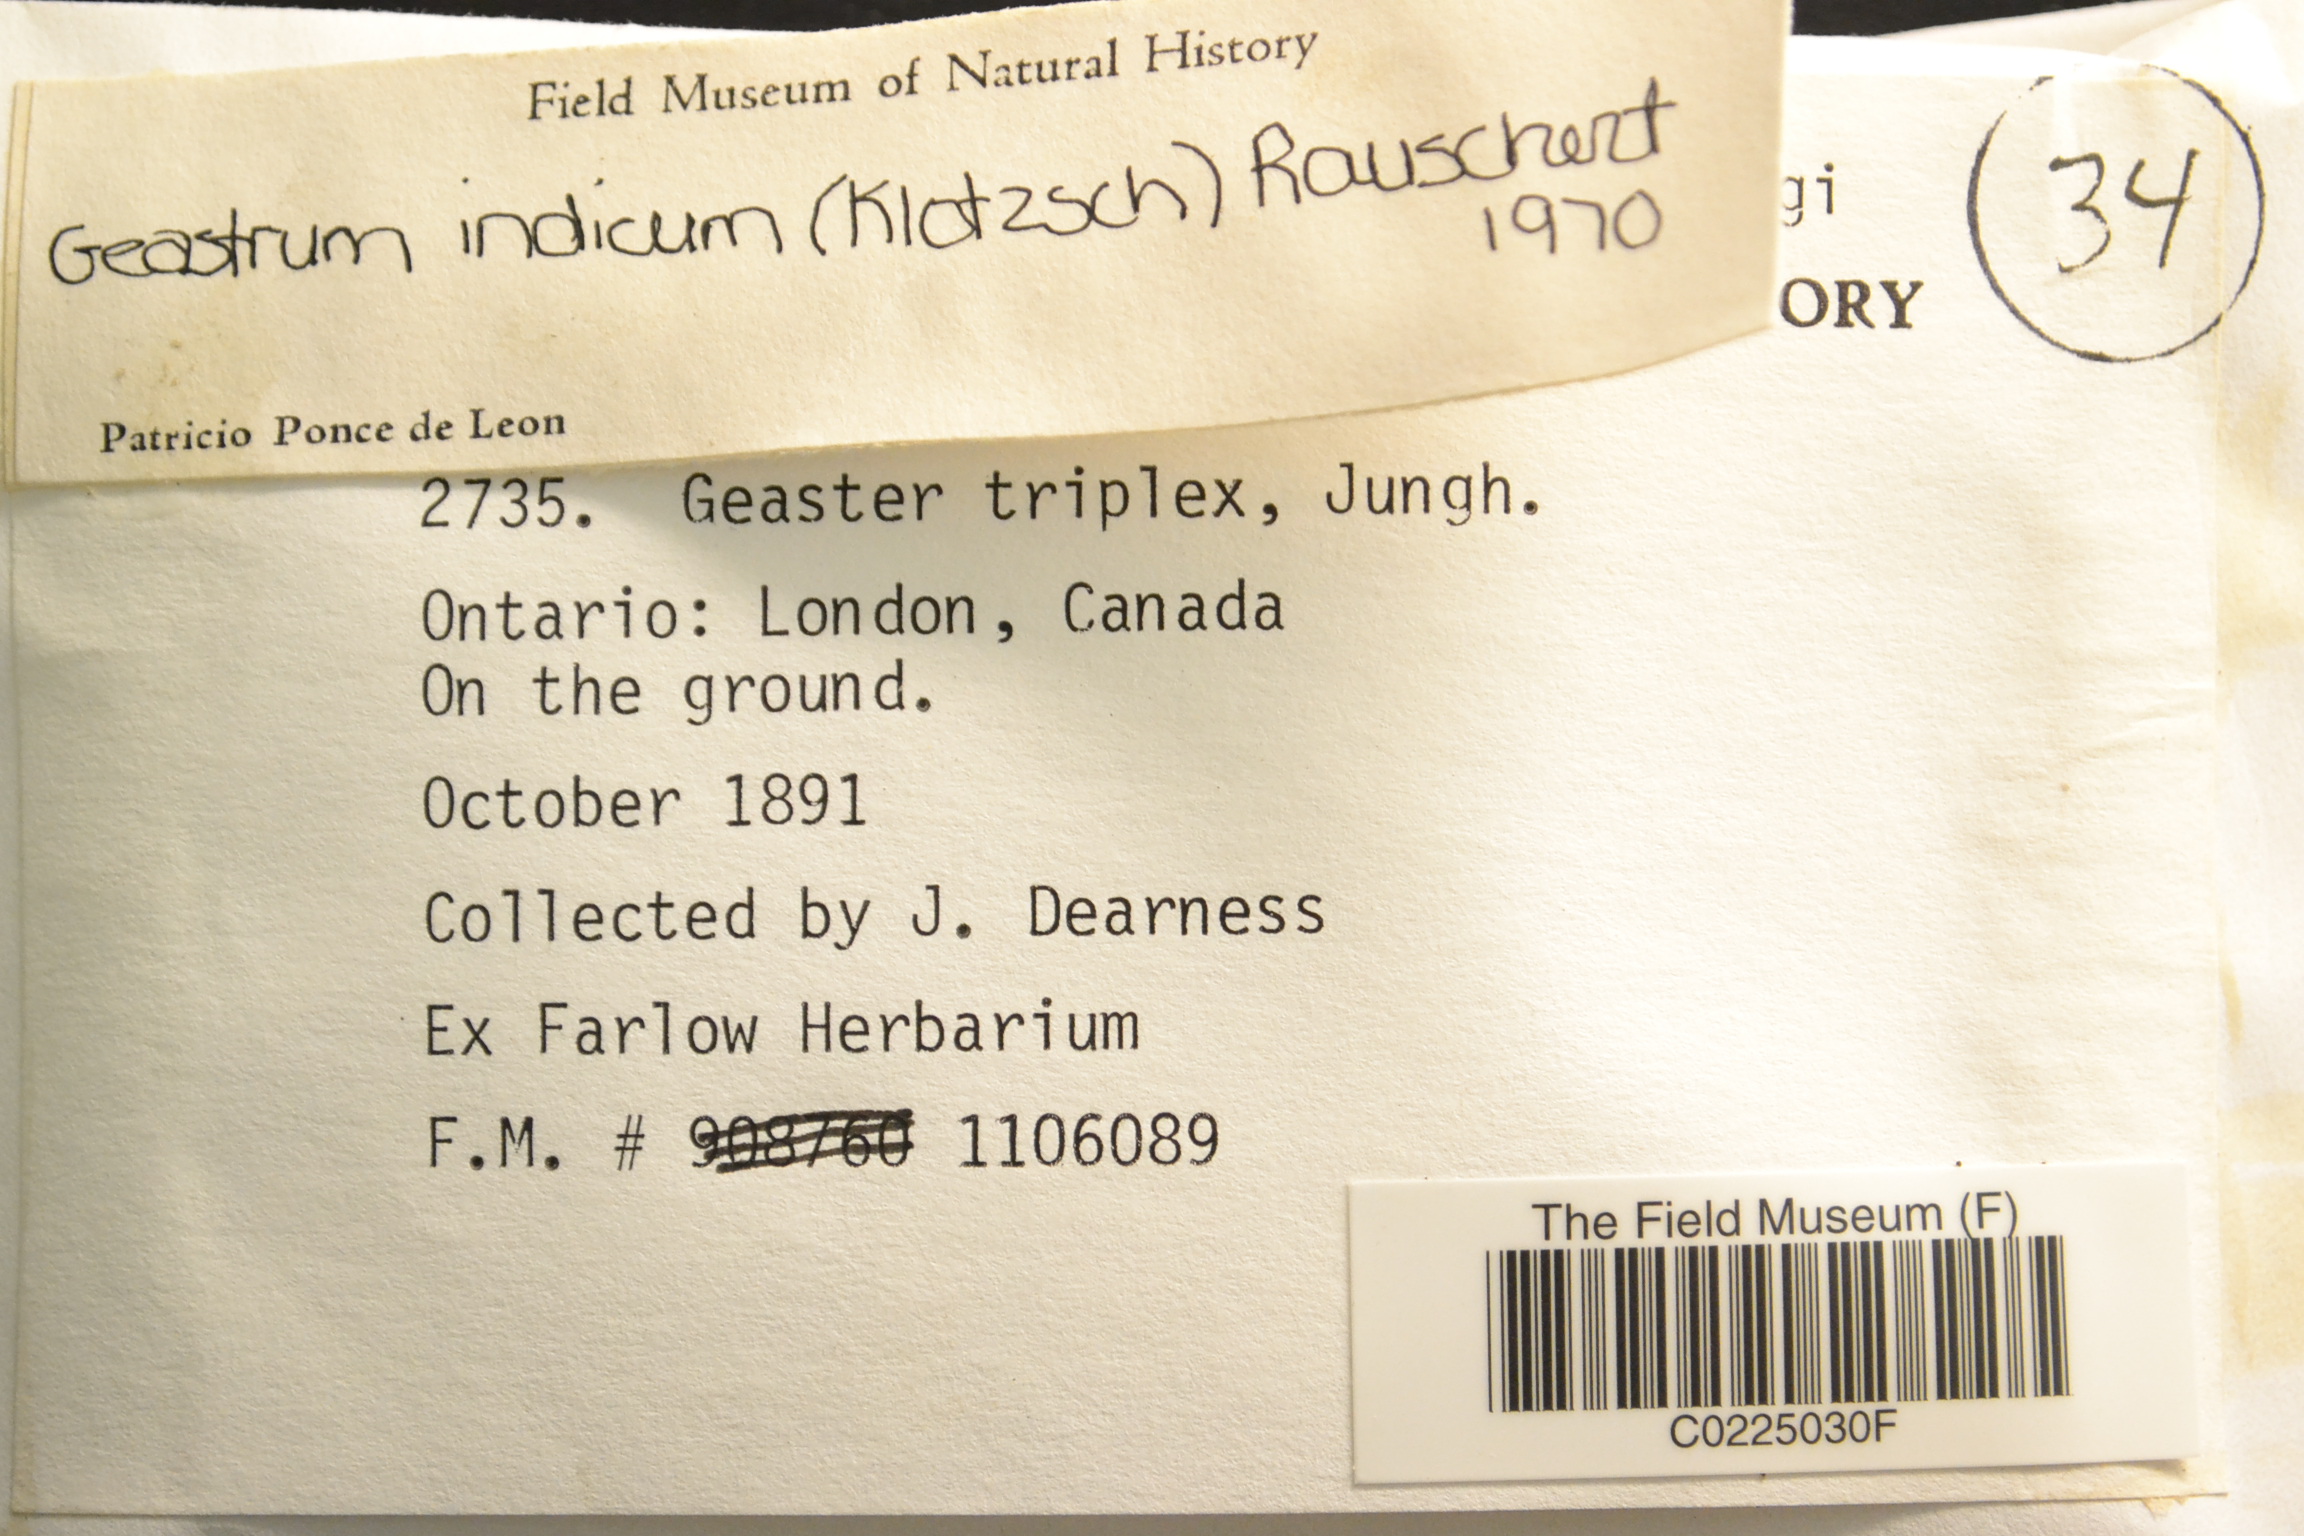 Field Museum of Natural History
Geastrum indicum (Klotzsch) Rauschert
1970
Patricio Ponce de Leon
gi
ORY
34
2735. Geaster triplex, Jungh.
Ontario: London, Canada
On the ground.
October 1891
Collected by J. Dearness
Ex Farlow Herbarium
F.M. # 908760 1106089
The Field Museum (F)
C0225030F